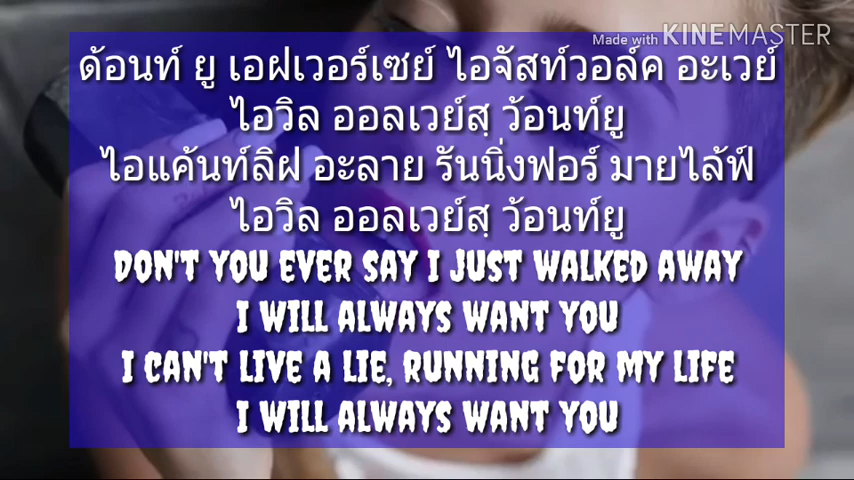 Made with KINEMASTER
ด้อนท์ ยู เอฝเวอร์เซย์ ไอจัสท์วอล์ค อะเวย์
ไอวิล ออลเวย์สฺ ว้อนท์ยู
ไอแค้นท์ลิฝ อะลาย รันนิ่งฟอร์ มายไล้ฟ์
ไอวิล ออลเวย์สฺ ว้อนท์ยู
DON'T YOU EVER SAY I JUST WALKED AWAY
I WILL ALWAYS WANT YOU
I CAN'T LIVE A LIE, RUNNING FOR MY LIFE
I WILL ALWAYS WANT YOU